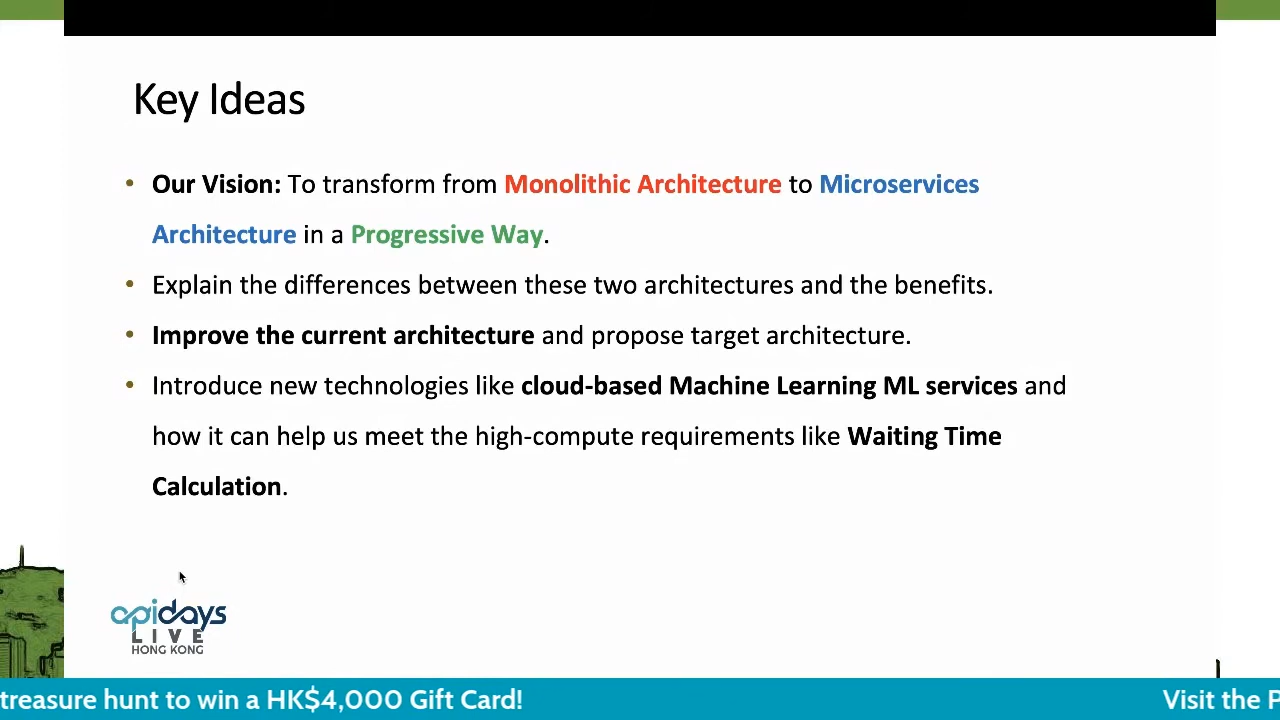 Key Ideas
• Our Vision: To transform from Monolithic Architecture to Microservices
Architecture in a Progressive Way.
• Explain the differences between these two architectures and the benefits.
• Improve the current architecture and propose target architecture.
• Introduce new technologies like cloud-based Machine Learning ML services and
how it can help us meet the high-compute requirements like Waiting Time
Calculation.
apidays
LIVE
HONG KONG
treasure hunt to win a HK$4,000 Gift Card! Visit the P